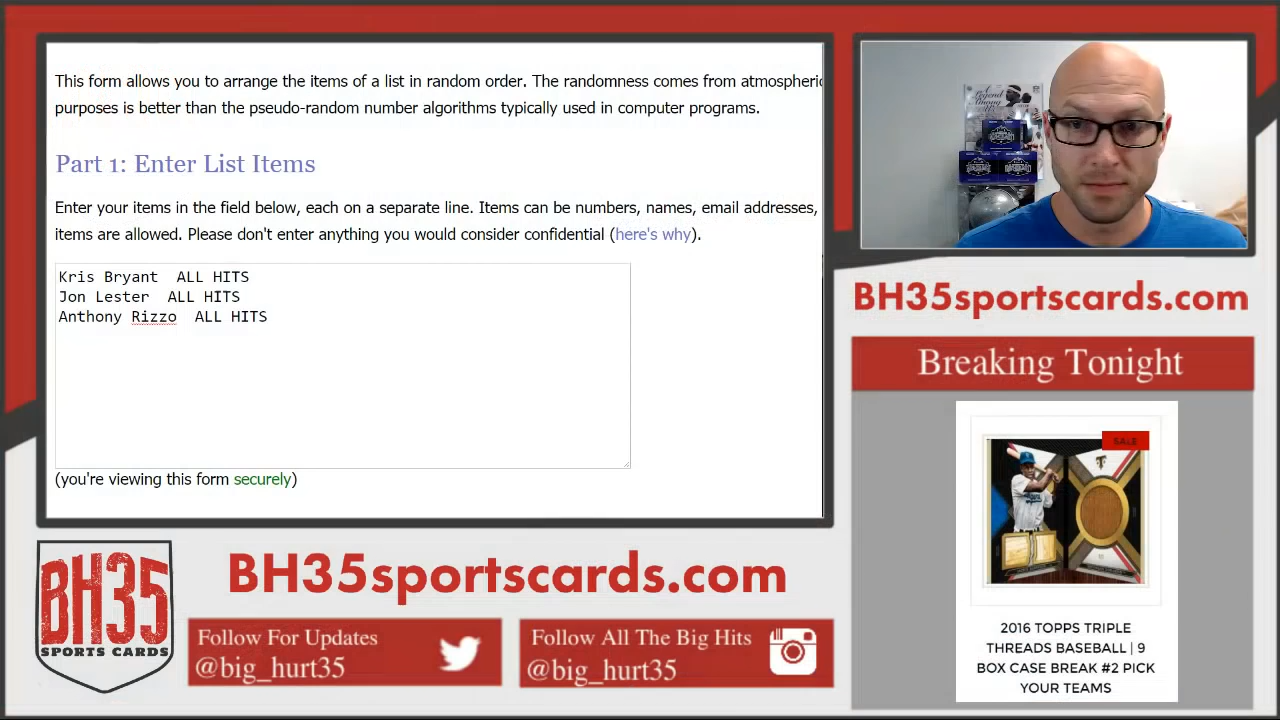 This form allows you to arrange the items of a list in random order. The randomness comes from atmospheric
purposes is better than the pseudo-random number algorithms typically used in computer programs.
Part 1: Enter List Items
Enter your items in the field below, each on a separate line. Items can be numbers, names, email addresses,
items are allowed. Please don't enter anything you would consider confidential (here's why).
Kris Bryant  ALL HITS
Jon Lester  ALL HITS
Anthony Rizzo  ALL HITS
(you're viewing this form securely)
BH35sportscards.com
Breaking Tonight
SALE
2016 TOPPS TRIPLE
THREADS BASEBALL | 9
BOX CASE BREAK #2 PICK
YOUR TEAMS
BH35
SPORTS CARDS
BH35sportscards.com
Follow For Updates
@big_hurt35
Follow All The Big Hits
@big_hurt35